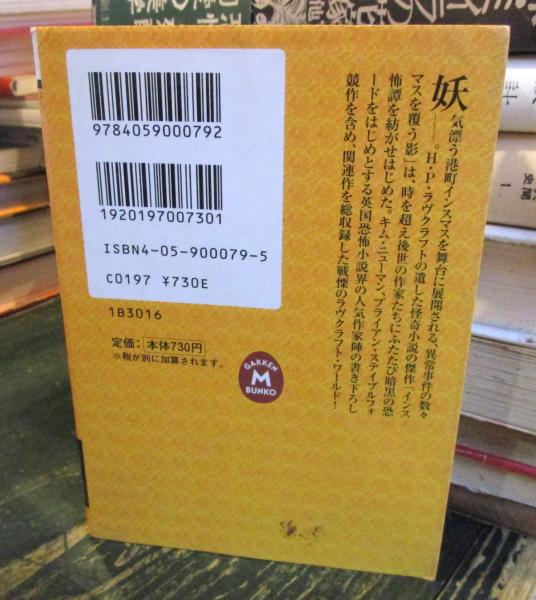 妖気漂う港町インスマスを舞台に展開される、異常事件の数々
——。H・P・ラヴクラフトの遺した怪奇小説の傑作「インス
マスを覆う影」は、時を超え後世の作家たちにふたたび暗黒の恐
怖譚を紡がせはじめた。キム・ニューマン、ブライアン・ステイブルフォ
ードをはじめとする英国恐怖小説界の人気作家陣の書き下ろし
競作を含め、関連作を総収録した戦慄のラヴクラフト・ワールド!
9784059000792
1920197007301
ISBN4-05-900079-5
C0197 ¥730E
1B3016
定価:本体730円
※税が別に加算されます。
GAKKEN
M
BUNKO